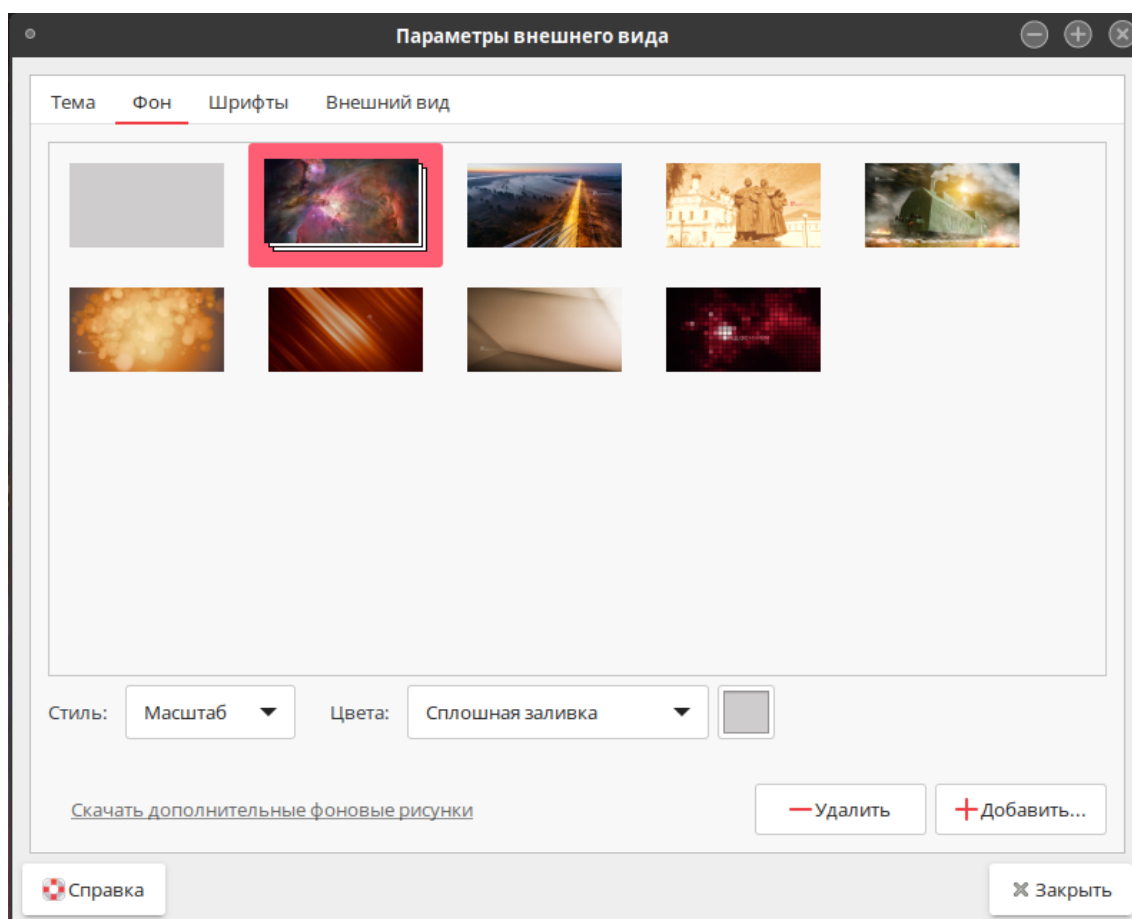 Параметры внешнего вида
Тема Фон Шрифты Внешний вид
Стиль: Масштаб Цвета: Сплошная заливка
Скачать дополнительные фоновые рисунки Удалить Добавить...
Справка Закрыть